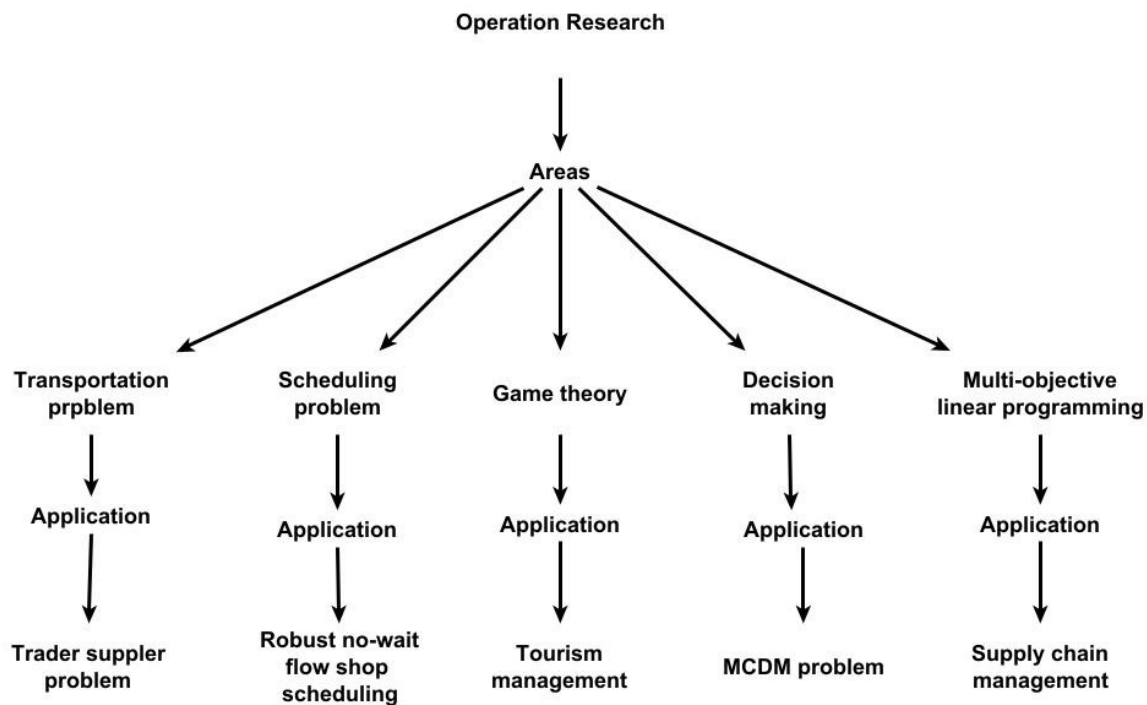 Operation Research
Areas
Transportation
prpblem
Scheduling
problem
Game theory
Decision
making
Multi-objective
linear programming
Application
Application
Application
Application
Application
Trader suppler
problem
Robust no-wait
flow shop
scheduling
Tourism
management
MCDM problem
Supply chain
management